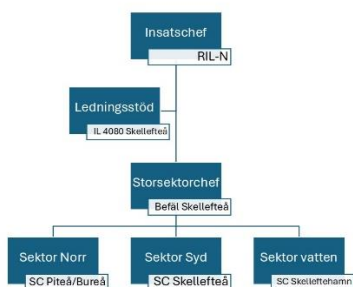 Insatschef
RIL-N
Ledningsstöd
IL 4080 Skellefteå
Storsektorchef
Befäl Skellefteå
Sektor Norr
SC Piteå/Bureå
Sektor Syd
SC Skellefteå
Sektor vatten
SC Skelleftehamn